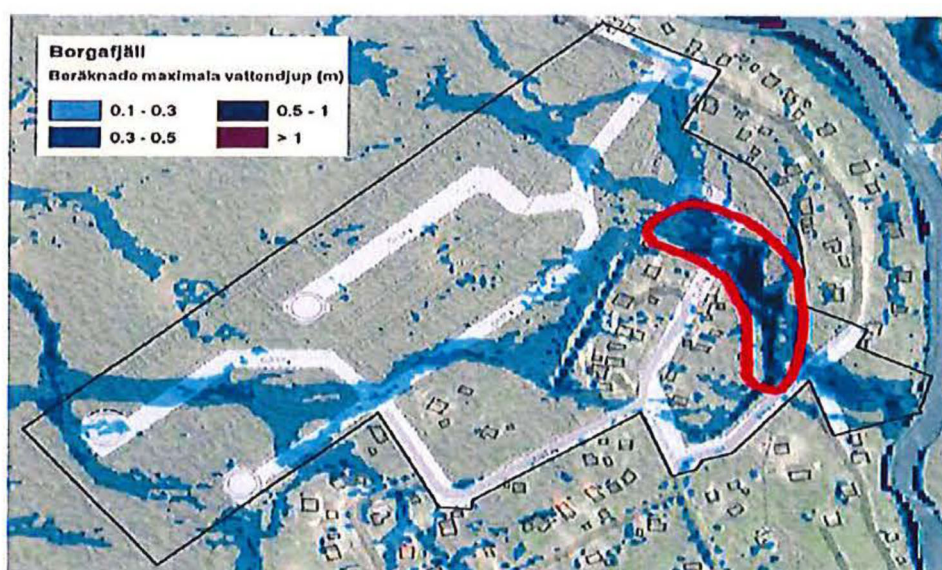 Borgafjäll
Beräknade maximala vattendjup (m)
0.1 - 0.3
0.5 - 1
0.3 - 0.5
> 1